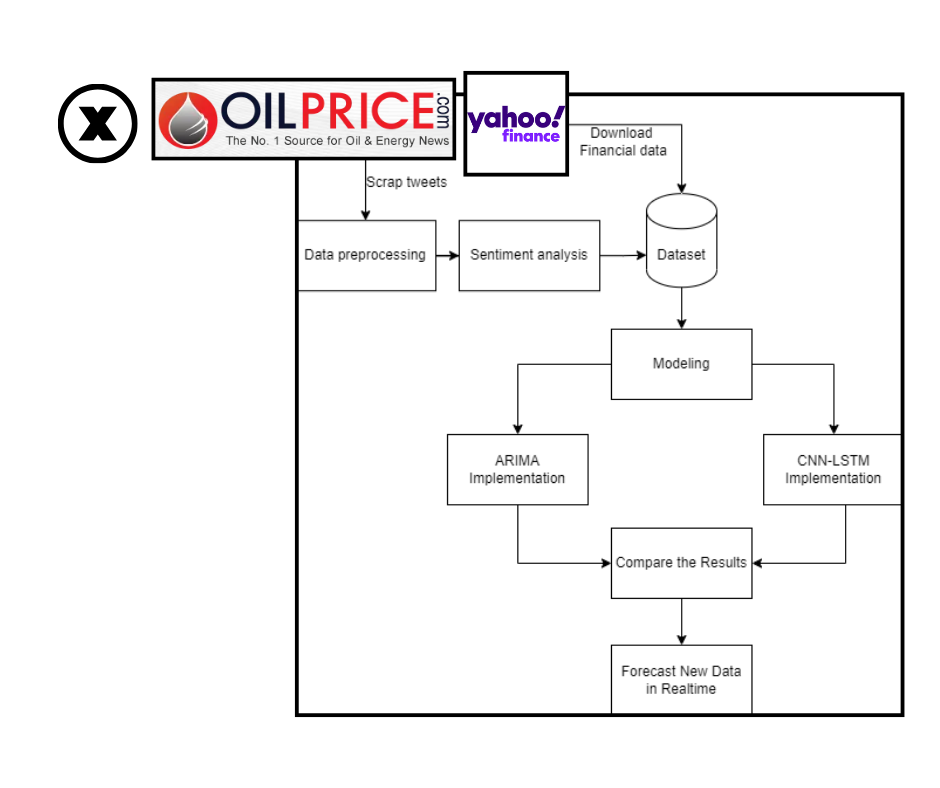 X
OILPRICE.com
The No. 1 Source for Oil & Energy News
yahoo!
finance
Download
Financial data
Scrap tweets
Data preprocessing
Sentiment analysis
Dataset
Modeling
ARIMA
Implementation
CNN-LSTM
Implementation
Compare the Results
Forecast New Data
in Realtime